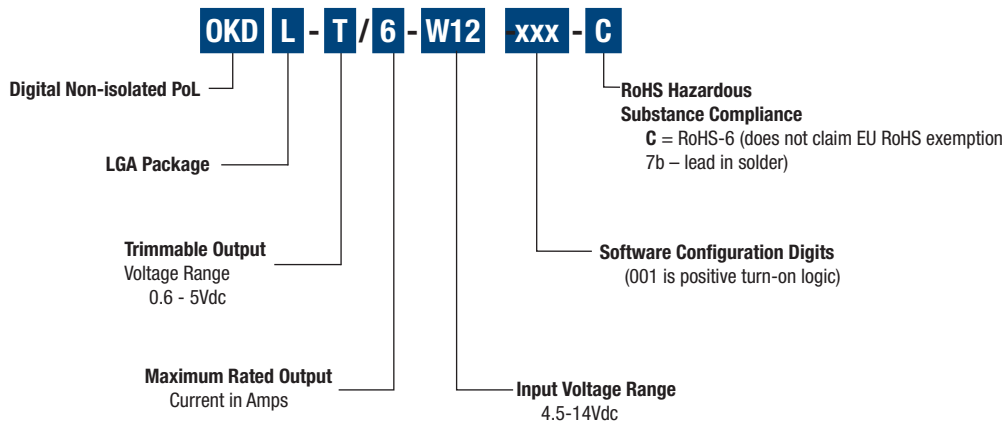 OKD L - T / 6 - W12 -xxx - C
Digital Non-isolated PoL
RoHS Hazardous
Substance Compliance
C = RoHS-6 (does not claim EU RoHS exemption
7b – lead in solder)
LGA Package
Trimmable Output
Voltage Range
0.6 - 5Vdc
Software Configuration Digits
(001 is positive turn-on logic)
Maximum Rated Output
Current in Amps
Input Voltage Range
4.5-14Vdc